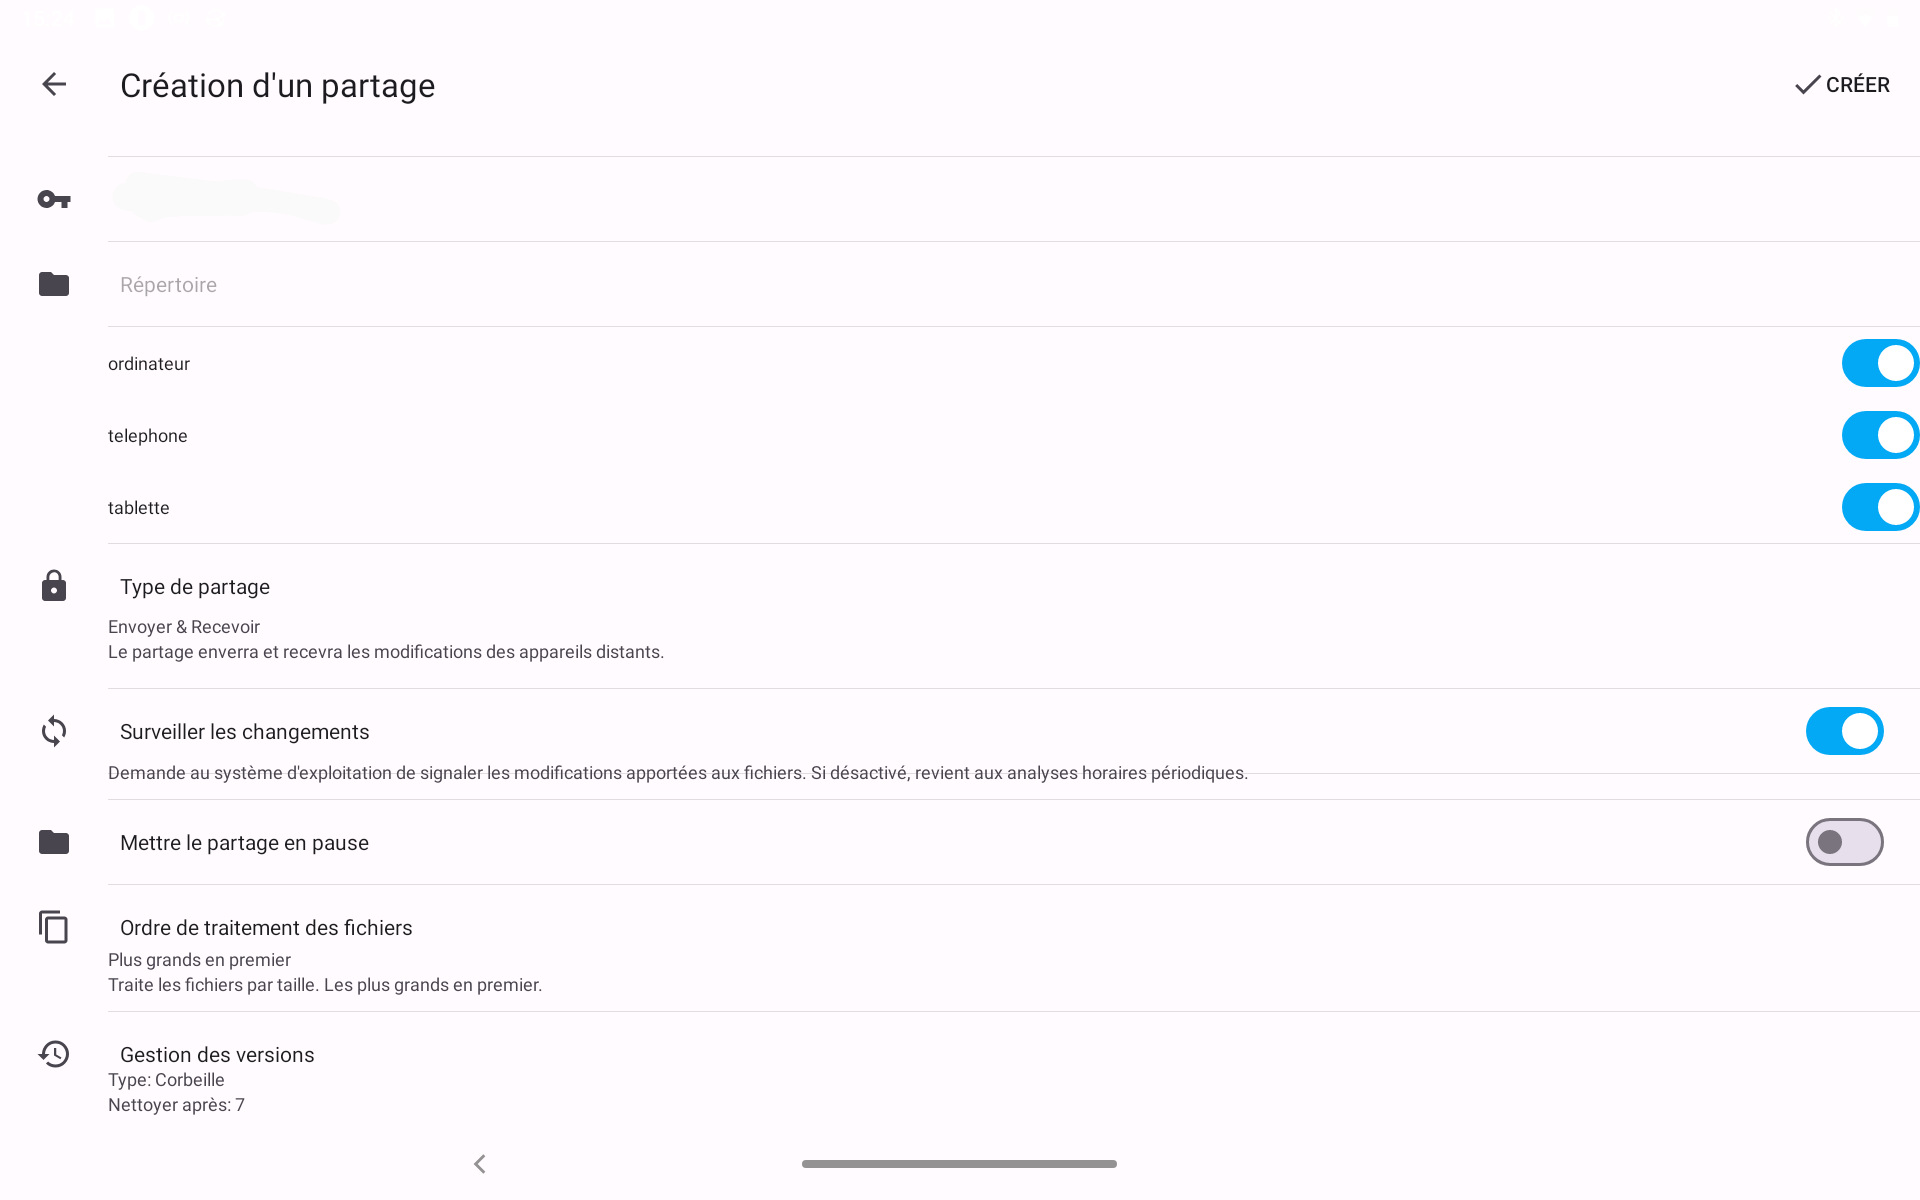 Création d'un partage
CRÉER
Répertoire
ordinateur
telephone
tablette
Type de partage
Envoyer & Recevoir
Le partage enverra et recevra les modifications des appareils distants.
Surveiller les changements
Demande au système d'exploitation de signaler les modifications apportées aux fichiers. Si désactivé, revient aux analyses horaires périodiques.
Mettre le partage en pause
Ordre de traitement des fichiers
Plus grands en premier
Traite les fichiers par taille. Les plus grands en premier.
Gestion des versions
Type: Corbeille
Nettoyer après: 7